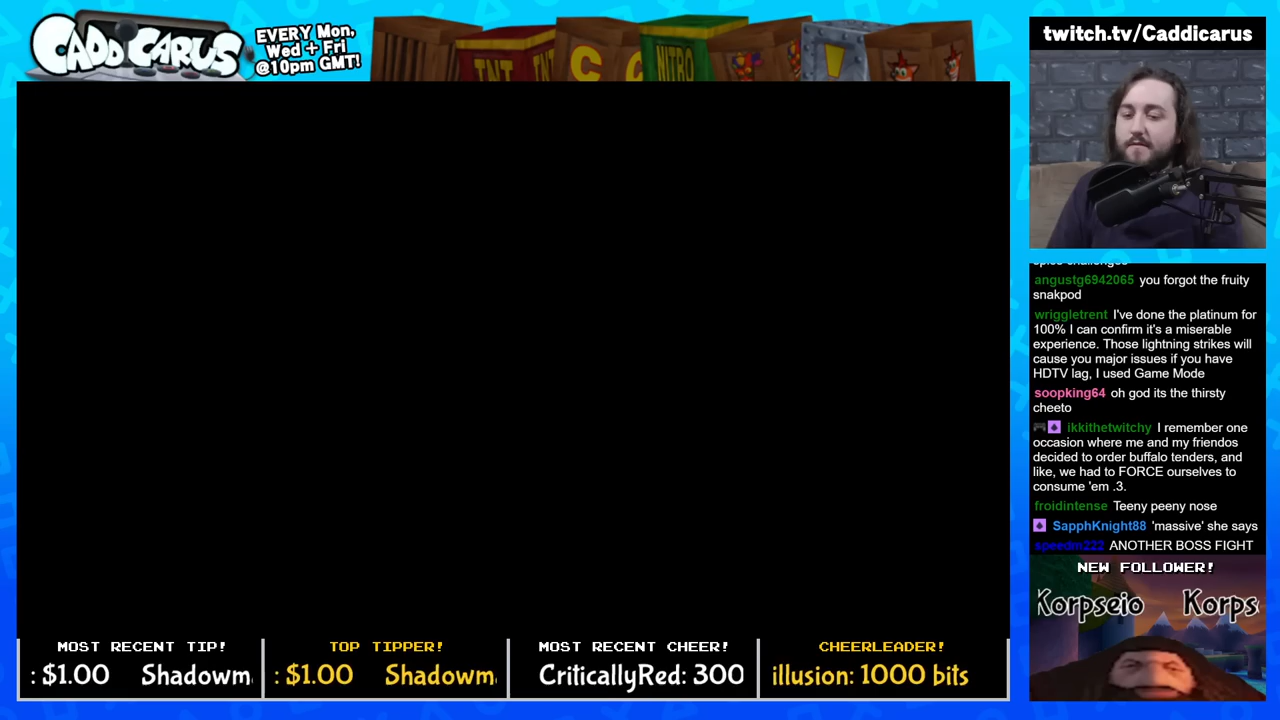 CADDICARUS
EVERY Mon,
Wed + Fri
@10pm GMT!
TNT
C
NITRO
twitch.tv/Caddicarus
angustg6942065 you forgot the fruity
snakpod
wriggletrent I've done the platinum for
100% I can confirm it's a miserable
experience. Those lightning strikes will
cause you major issues if you have
HDTV lag, I used Game Mode
soopking64 oh god its the thirsty
cheeto
ikkithetwitchy I remember one
occasion where me and my friendos
decided to order buffalo tenders, and
like, we had to FORCE ourselves to
consume 'em .3.
froidintense Teeny peeny nose
SapphKnight88 'massive' she says
speedm222 ANOTHER BOSS FIGHT
NEW FOLLOWER!
Korpseio Korps
MOST RECENT TIP!
: $1.00 Shadowm
TOP TIPPER!
: $1.00 Shadowm
MOST RECENT CHEER!
CriticallyRed: 300
CHEERLEADER!
illusion: 1000 bits